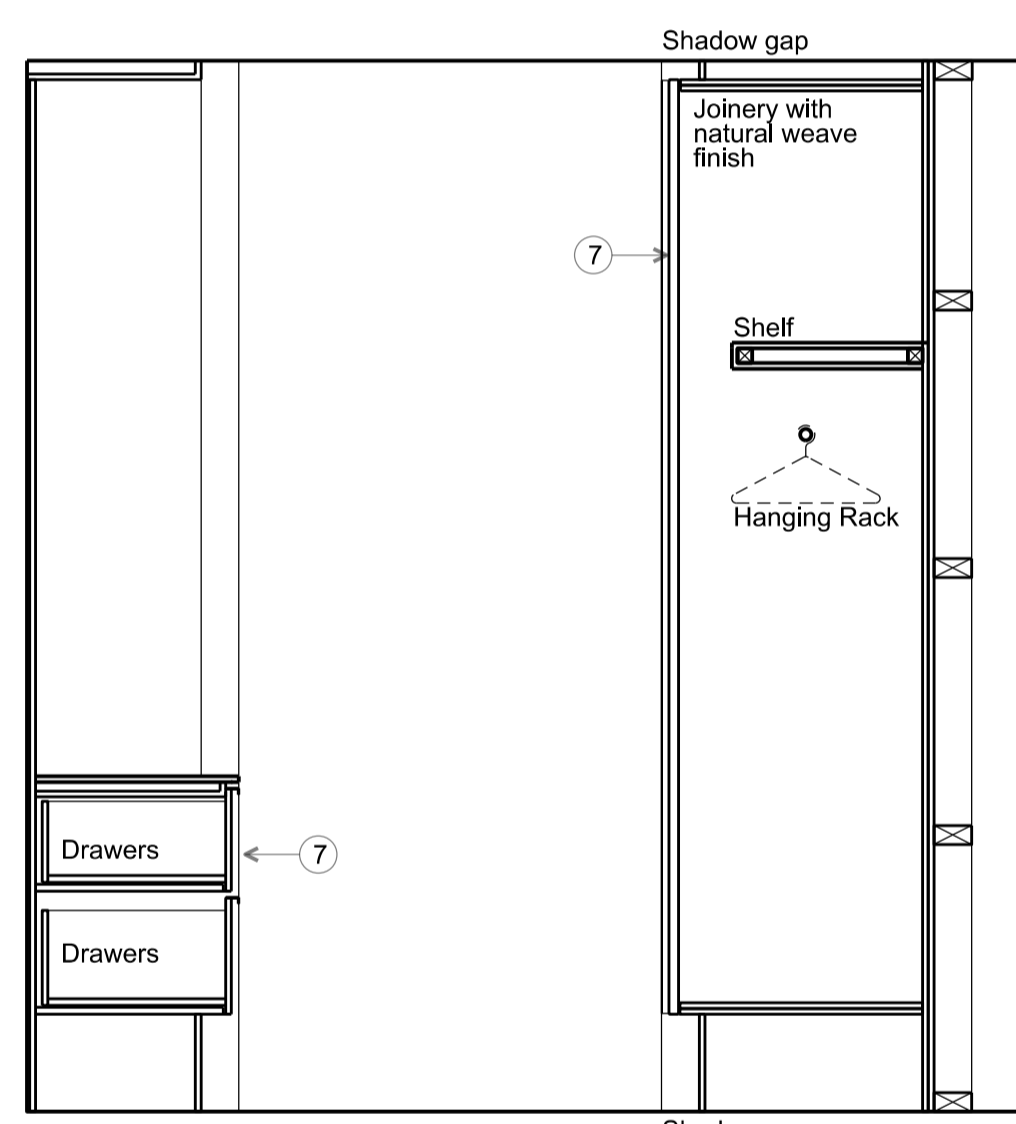 Shadow gap
Joinery with
natural weave
finish
7
Shelf
Hanging Rack
Drawers
7
Drawers